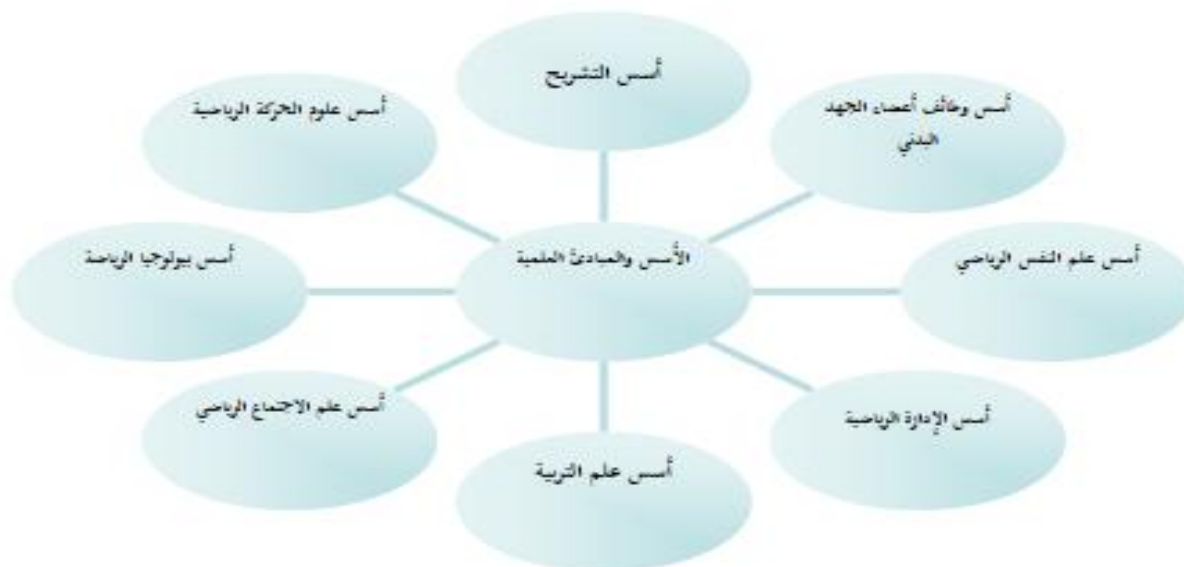 أسس التشريح
أسس وظائف أعضاء الجهد
البدني
أسس علم النفس الرياضي
أسس الإدارة الرياضية
أسس علم التربية
أسس علم الاجتماع الرياضي
أسس بيولوجيا الرياضة
أسس علوم الحركة الرياضية
الأسس والمبادئ العلمية